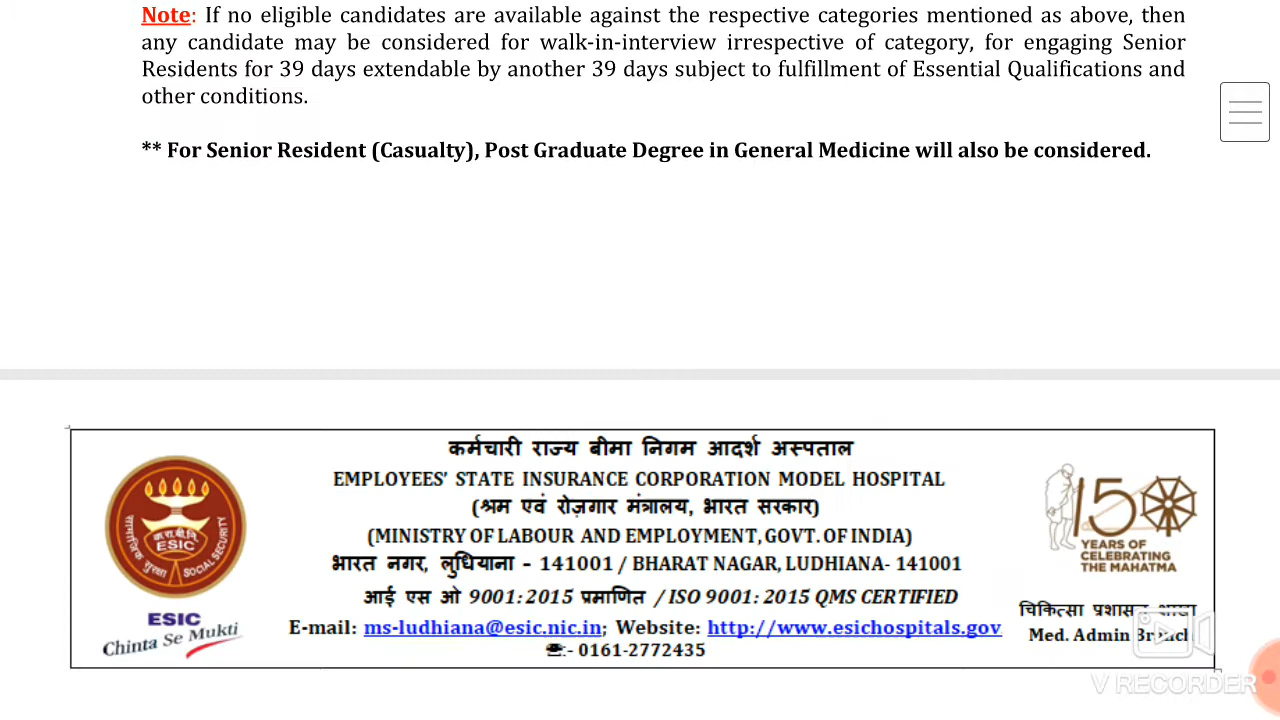 Note: If no eligible candidates are available against the respective categories mentioned as above, then
any candidate may be considered for walk-in-interview irrespective of category, for engaging Senior
Residents for 39 days extendable by another 39 days subject to fulfillment of Essential Qualifications and
other conditions.
** For Senior Resident (Casualty), Post Graduate Degree in General Medicine will also be considered.
कर्मचारी राज्य बीमा निगम आदर्श अस्पताल
EMPLOYEES' STATE INSURANCE CORPORATION MODEL HOSPITAL
(श्रम एवं रोज़गार मंत्रालय, भारत सरकार)
(MINISTRY OF LABOUR AND EMPLOYMENT, GOVT. OF INDIA)
भारत नगर, लुधियाना – 141001 / BHARAT NAGAR, LUDHIANA- 141001
आई एस ओ 9001:2015 प्रमाणित / ISO 9001: 2015 QMS CERTIFIED
E-mail: ms-ludhiana@esic.nic.in; Website: http://www.esichospitals.gov
☎:- 0161-2772435
क.रा.बी.नि.
ESIC
सामाजिक सुरक्षा
SOCIAL SECURITY
ESIC
Chinta Se Mukti
150
YEARS OF
CELEBRATING
THE MAHATMA
चिकित्सा प्रशासन शाखा
Med. Admin Branch
V RECORDER